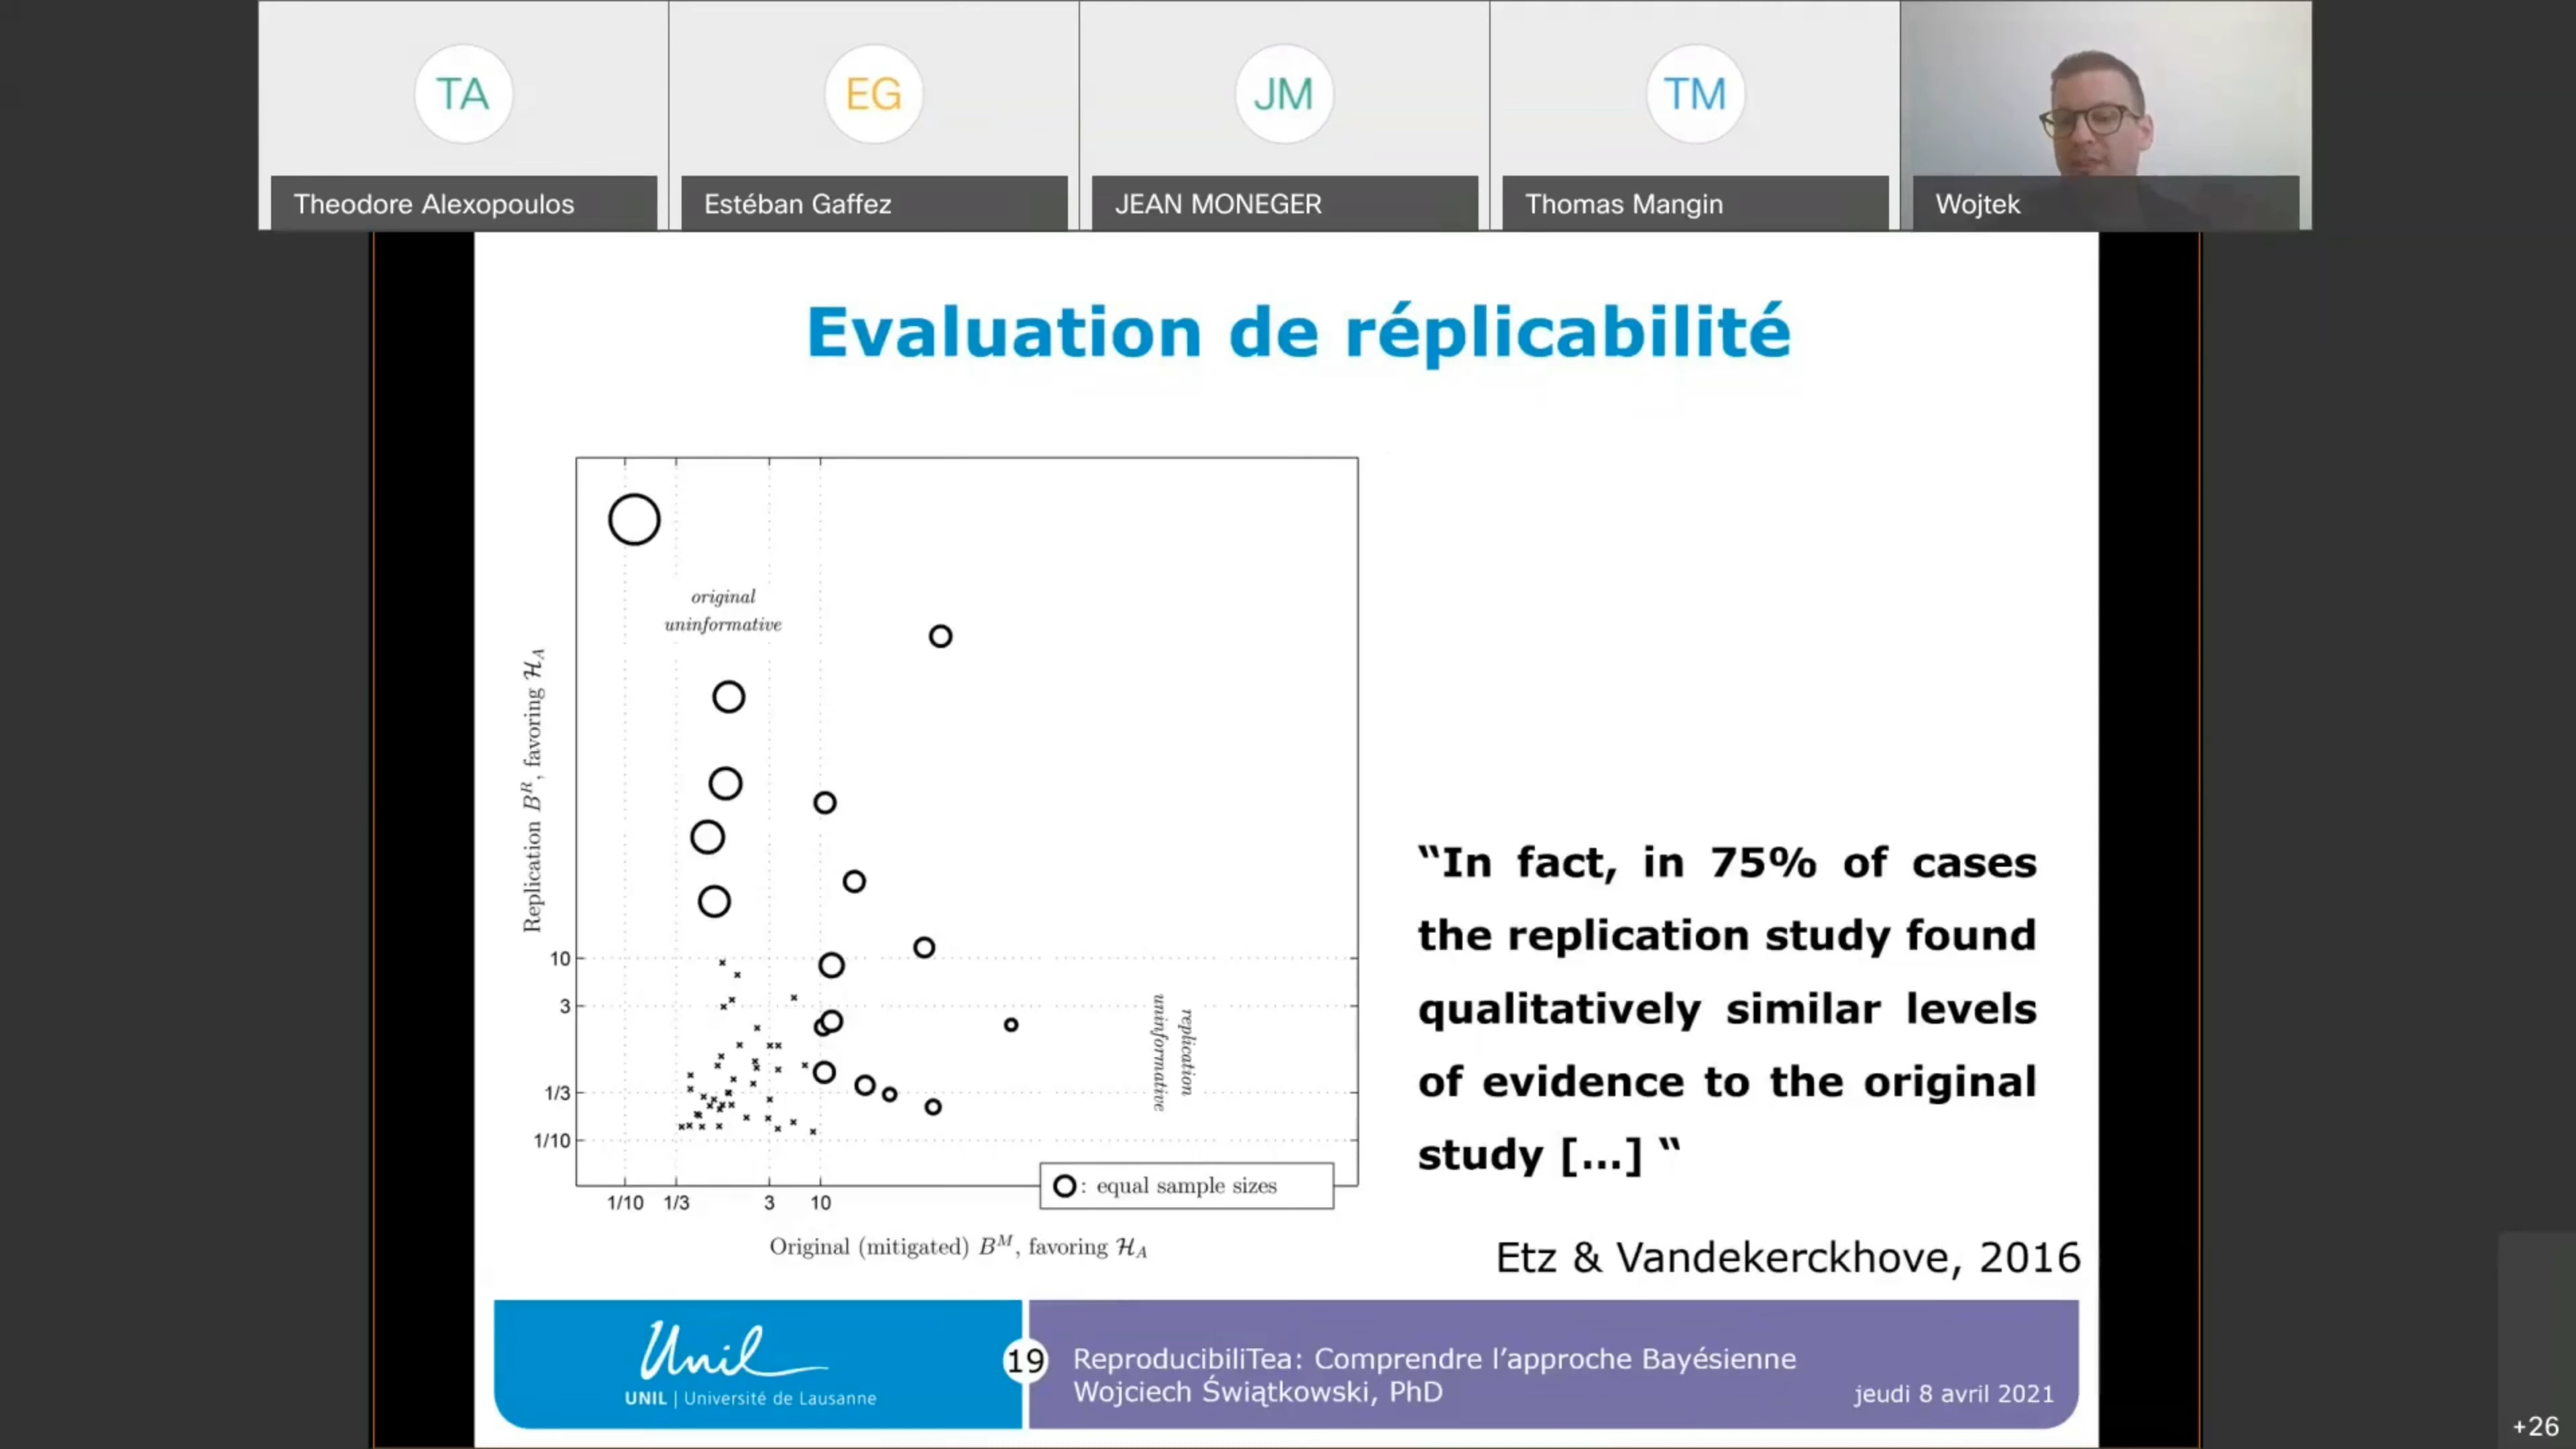 TA
EG
JM
TM
Theodore Alexopoulos
Estéban Gaffez
JEAN MONEGER
Thomas Mangin
Wojtek
Evaluation de réplicabilité
original
uninformative
Replication B^R, favoring H_A
10
3
1/3
1/10
replication
uninformative
: equal sample sizes
1/10 1/3 3 10
Original (mitigated) B^M, favoring H_A
“In fact, in 75% of cases
the replication study found
qualitatively similar levels
of evidence to the original
study [...] “
Etz & Vandekerckhove, 2016
Unil
UNIL | Université de Lausanne
19
ReproducibiliTea: Comprendre l’approche Bayésienne
Wojciech Świątkowski, PhD
jeudi 8 avril 2021
+26